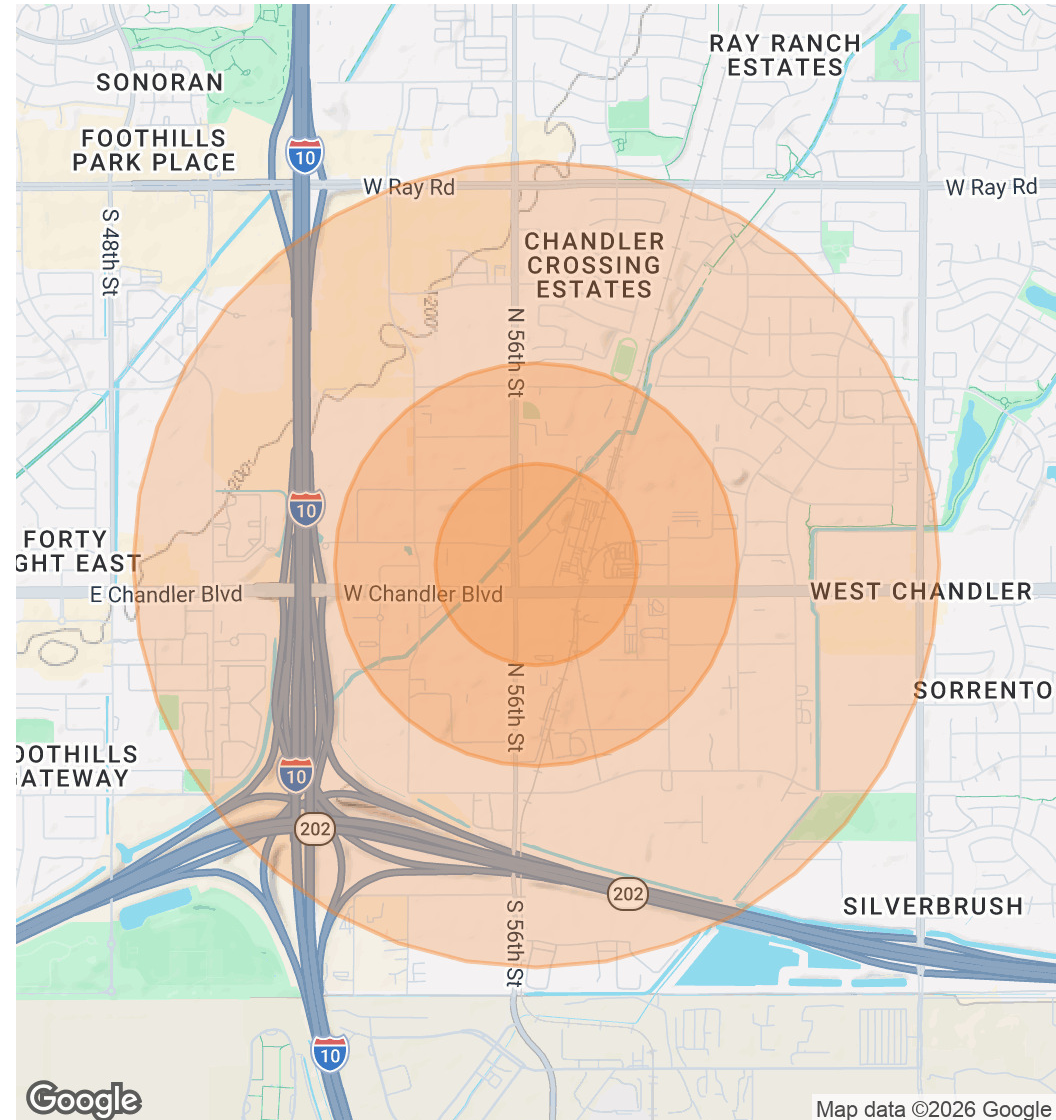 RAY RANCH
ESTATES
SONORAN
FOOTHILLS
PARK PLACE
10
W Ray Rd
W Ray Rd
S 48th St
CHANDLER
CROSSING
ESTATES
200'
N 56th St
200'
10
FORTY
GHT EAST
E Chandler Blvd
W Chandler Blvd
WEST CHANDLER
N 56th St
SORRENTO
OOTHILLS
GATEWAY
10
202
202
SILVERBRUSH
S 56th St
10
Google
Map data ©2026 Google